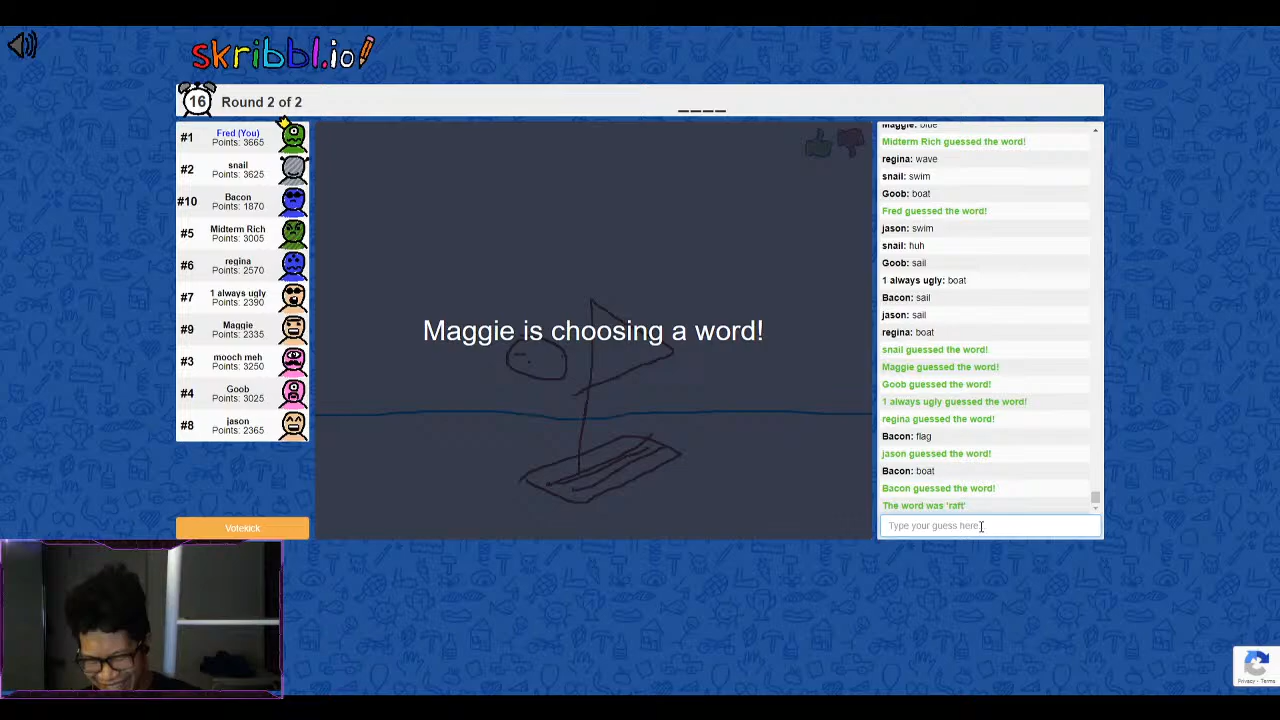 skribbl.io
16
Round 2 of 2
____
#1
Fred (You)
Points: 3665
#2
snail
Points: 3625
#10
Bacon
Points: 1870
#5
Midterm Rich
Points: 3005
#6
regina
Points: 2570
#7
1 always ugly
Points: 2390
#9
Maggie
Points: 2335
#3
mooch meh
Points: 3250
#4
Goob
Points: 3025
#8
jason
Points: 2365
Votekick
Maggie is choosing a word!
Maggie: blue
Midterm Rich guessed the word!
regina: wave
snail: swim
Goob: boat
Fred guessed the word!
jason: swim
snail: huh
Goob: sail
1 always ugly: boat
Bacon: sail
jason: sail
regina: boat
snail guessed the word!
Maggie guessed the word!
Goob guessed the word!
1 always ugly guessed the word!
regina guessed the word!
Bacon: flag
jason guessed the word!
Bacon: boat
Bacon guessed the word!
The word was 'raft'
Type your guess here
Privacy - Terms